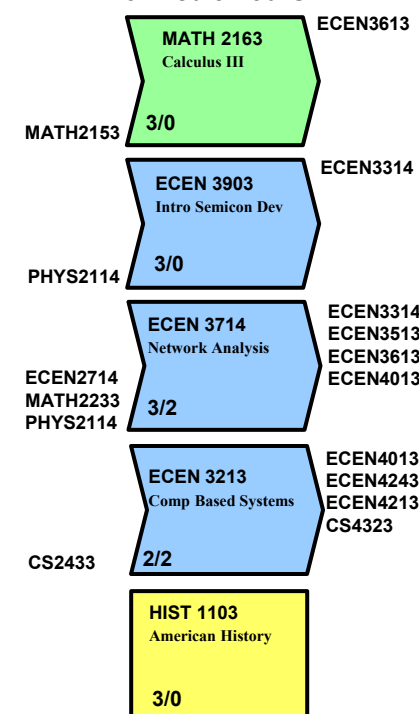 ECEN3613
MATH 2163
Calculus III
MATH2153
3/0
ECEN3314
ECEN 3903
Intro Semicon Dev
PHYS2114
3/0
ECEN3314
ECEN3513
ECEN3613
ECEN4013
ECEN 3714
Network Analysis
ECEN2714
MATH2233
PHYS2114
3/2
ECEN4013
ECEN4243
ECEN4213
CS4323
ECEN 3213
Comp Based Systems
CS2433
2/2
HIST 1103
American History
3/0